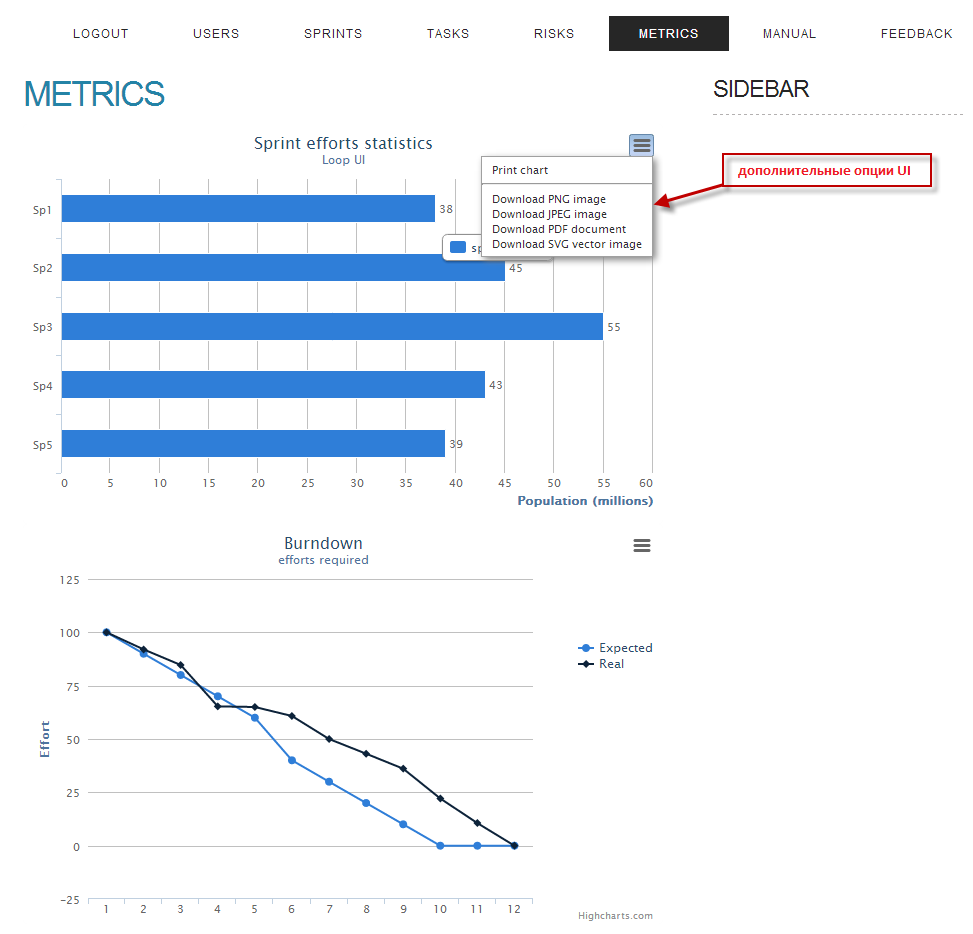 LOGOUT USERS SPRINTS TASKS RISKS METRICS MANUAL FEEDBACK
METRICS
SIDEBAR
Sprint efforts statistics
Loop UI
Print chart
Download PNG image
Download JPEG image
Download PDF document
Download SVG vector image
дополнительные опции UI
Sp1 38
Sp2 45
Sp3 55
Sp4 43
Sp5 39
0 5 10 15 20 25 30 35 40 45 50 55 60
Population (millions)
Burndown
efforts required
125
100
75
50
25
0
-25
Effort
1 2 3 4 5 6 7 8 9 10 11 12
Expected
Real
Highcharts.com